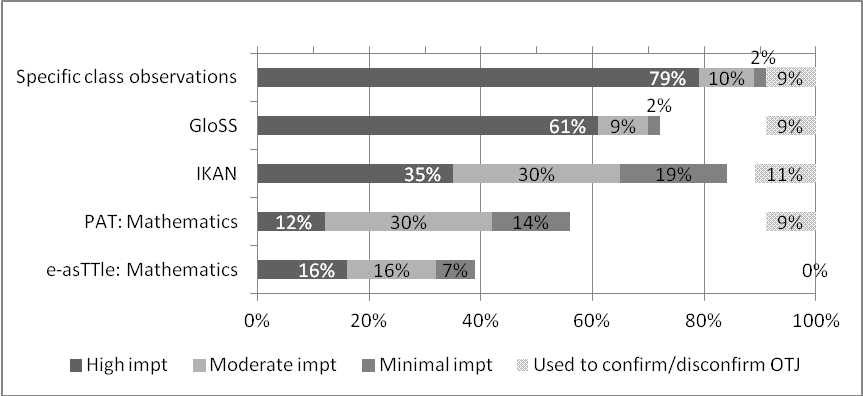 2%
Specific class observations 79% 10% 9%
2%
GloSS 61% 9% 9%
IKAN 35% 30% 19% 11%
PAT: Mathematics 12% 30% 14% 9%
e-asTTle: Mathematics 16% 16% 7% 0%
0% 20% 40% 60% 80% 100%
High impt Moderate impt Minimal impt Used to confirm/disconfirm OTJ